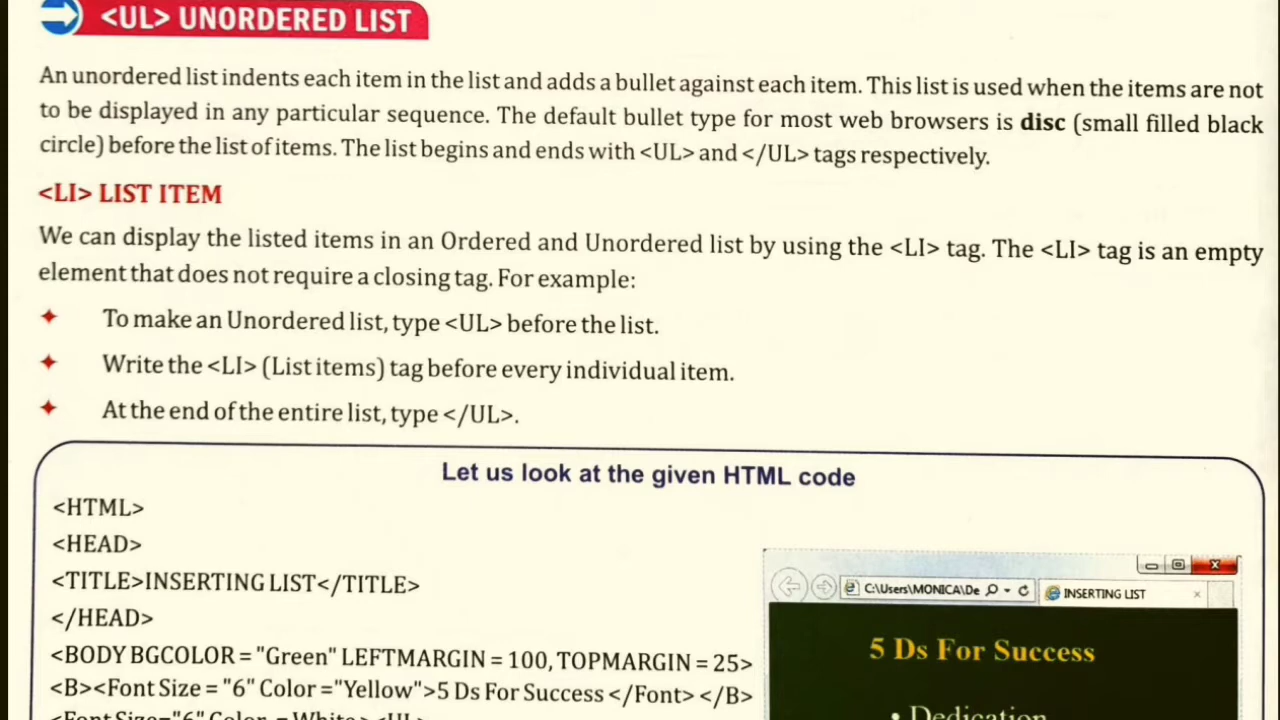 <UL> UNORDERED LIST
An unordered list indents each item in the list and adds a bullet against each item. This list is used when the items are not
to be displayed in any particular sequence. The default bullet type for most web browsers is disc (small filled black
circle) before the list of items. The list begins and ends with <UL> and </UL> tags respectively.
<LI> LIST ITEM
We can display the listed items in an Ordered and Unordered list by using the <LI> tag. The <LI> tag is an empty
element that does not require a closing tag. For example:
To make an Unordered list, type <UL> before the list.
Write the <LI> (List items) tag before every individual item.
At the end of the entire list, type </UL>.
Let us look at the given HTML code
<HTML>
<HEAD>
<TITLE>INSERTING LIST</TITLE>
</HEAD>
<BODY BGCOLOR = "Green" LEFTMARGIN = 100, TOPMARGIN = 25>
<B><Font Size = "6" Color ="Yellow">5 Ds For Success </Font> </B>
<Font Size="6" Color = White> <UL>
C:\Users\MONICA\De
INSERTING LIST
5 Ds For Success
• Dedication